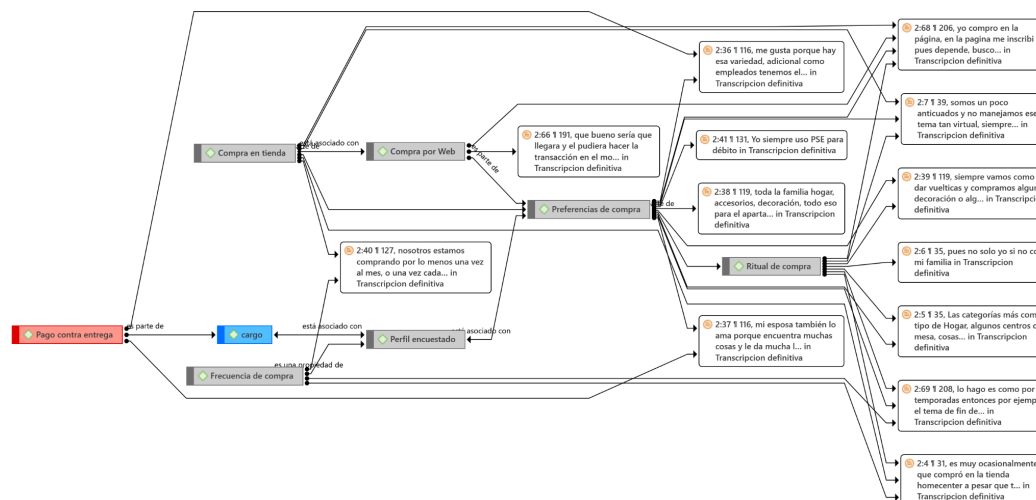 2:68 ¶ 206, yo compro en la
página, en la pagina me inscribí
pues depende, busco... in
Transcripcion definitiva
2:36 ¶ 116, me gusta porque hay
esa variedad, adicional como
empleados tenemos el... in
Transcripcion definitiva
2:7 ¶ 39, somos un poco
anticuados y no manejamos ese
tema tan virtual, siempre... in
Transcripcion definitiva
2:66 ¶ 191, que bueno sería que
llegara y el pudiera hacer la
transacción en el mo... in
Transcripcion definitiva
2:41 ¶ 131, Yo siempre uso PSE para
débito in Transcripcion definitiva
está asociado con
Compra en tienda
Compra por Web
es parte de
2:39 ¶ 119, siempre vamos como
dar vuelticas y compramos algun
decoración o alg... in Transcripci
definitiva
2:38 ¶ 119, toda la familia hogar,
accesorios, decoración, todo eso
para el aparta... in Transcripcion
definitiva
Preferencias de compra
2:40 ¶ 127, nosotros estamos
comprando por lo menos una vez
al mes, o una vez cada... in
Transcripcion definitiva
Ritual de compra
2:6 ¶ 35, pues no solo yo si no co
mi familia in Transcripcion
definitiva
2:5 ¶ 35, Las categorías más com
tipo de Hogar, algunos centros d
mesa, cosas... in Transcripcion
definitiva
es parte de
Pago contra entrega
cargo
está asociado con
Perfil encuestado
está asociado con
2:37 ¶ 116, mi esposa también lo
ama porque encuentra muchas
cosas y le da mucha l... in
Transcripcion definitiva
es una propiedad de
Frecuencia de compra
2:69 ¶ 208, lo hago es como por
temporadas entonces por ejemp
el tema de fin de... in
Transcripcion definitiva
2:4 ¶ 31, es muy ocasionalmente
que compró en la tienda
homecenter a pesar que t... in
Transcripcion definitiva